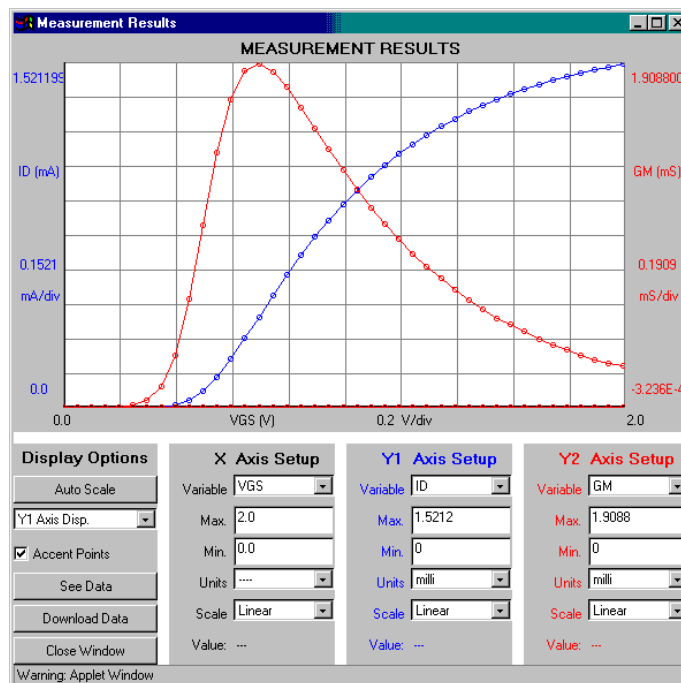 Measurement Results
MEASUREMENT RESULTS
1.521199
1.908800
ID (mA)
GM (mS)
0.1521
0.1909
mA/div
mS/div
0.0
-3.236E-4
0.0
VGS (V)
0.2 V/div
2.0
Display Options
Auto Scale
Y1 Axis Disp.
Accent Points
See Data
Download Data
Close Window
X Axis Setup
Variable VGS
Max. 2.0
Min. 0.0
Units ----
Scale Linear
Value: ---
Y1 Axis Setup
Variable ID
Max. 1.5212
Min. 0
Units milli
Scale Linear
Value: ---
Y2 Axis Setup
Variable GM
Max. 1.9088
Min. 0
Units milli
Scale Linear
Value: ---
Warning: Applet Window